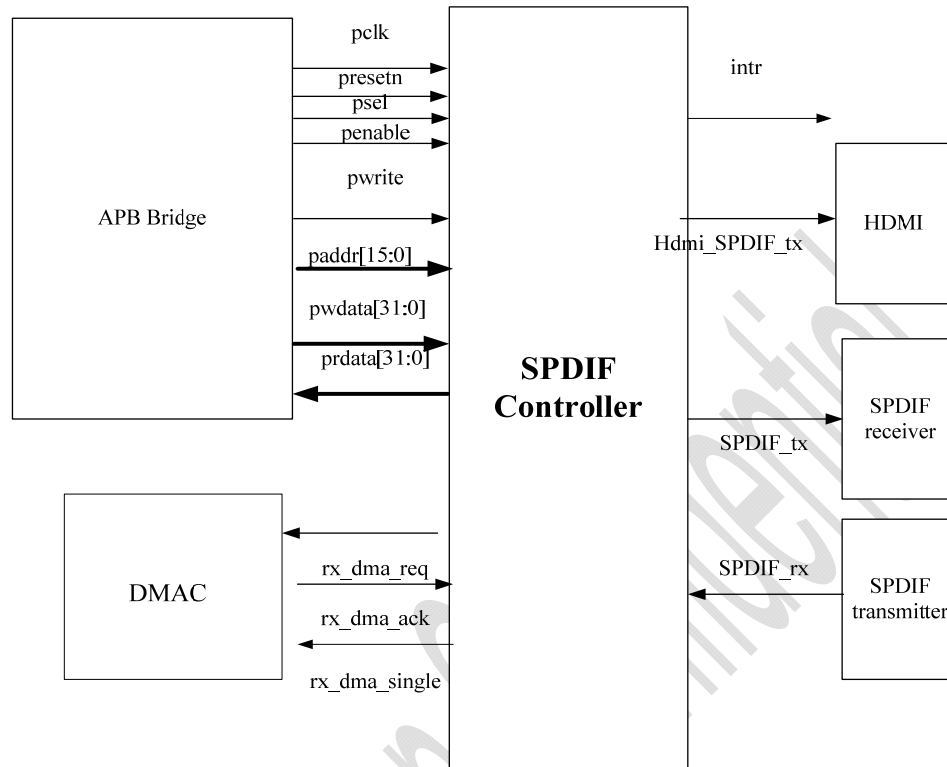 pclk
presetn
psel
penable
pwrite
APB Bridge
paddr[15:0]
pwdata[31:0]
prdata[31:0]
SPDIF
Controller
intr
HDMI
Hdmi_SPDIF_tx
SPDIF
receiver
SPDIF_tx
DMAC
rx_dma_req
rx_dma_ack
rx_dma_single
SPDIF_rx
SPDIF
transmitter